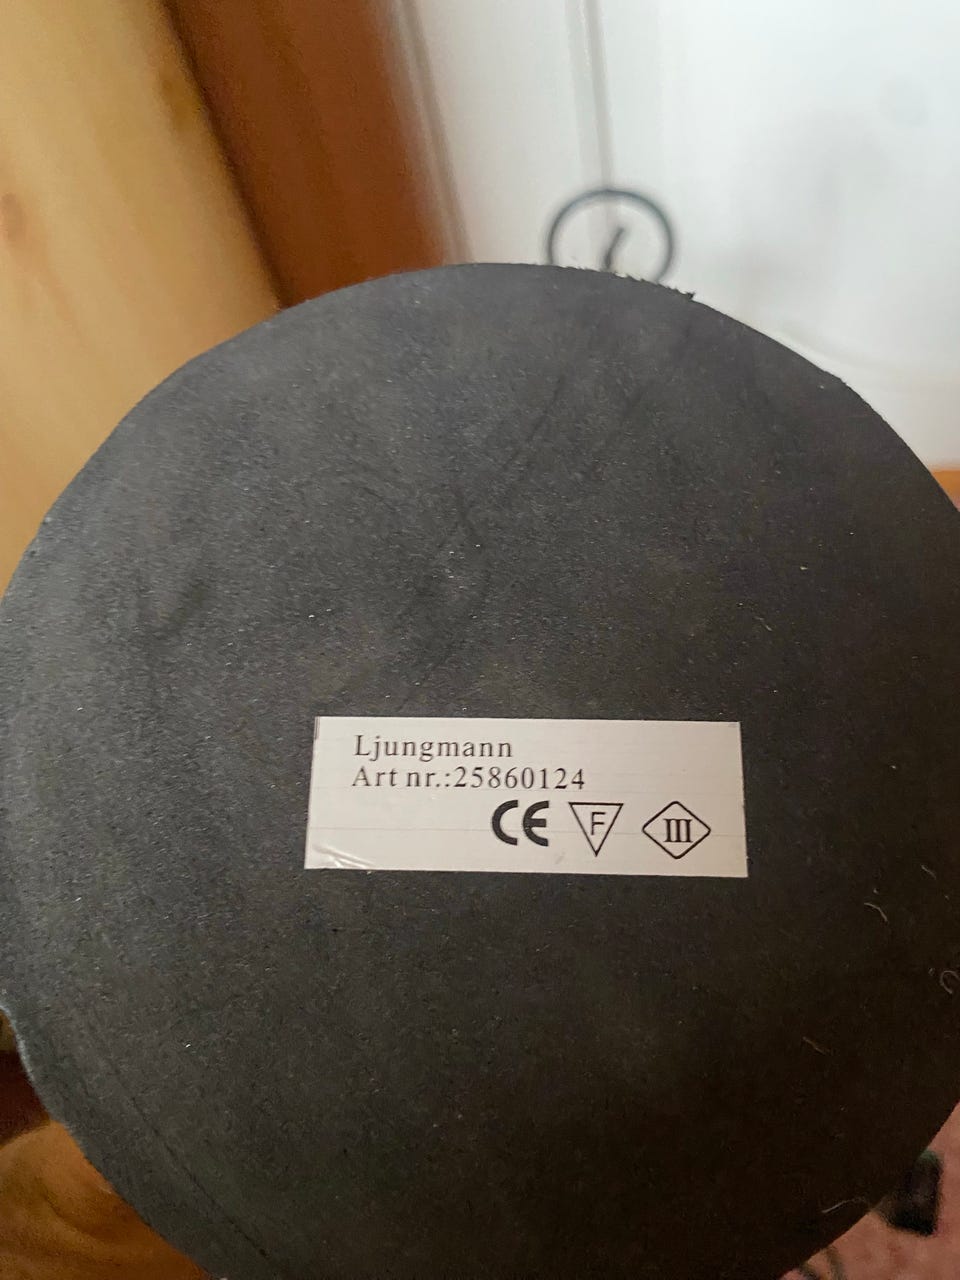 Ljungmann
Art nr.:25860124
CE F III